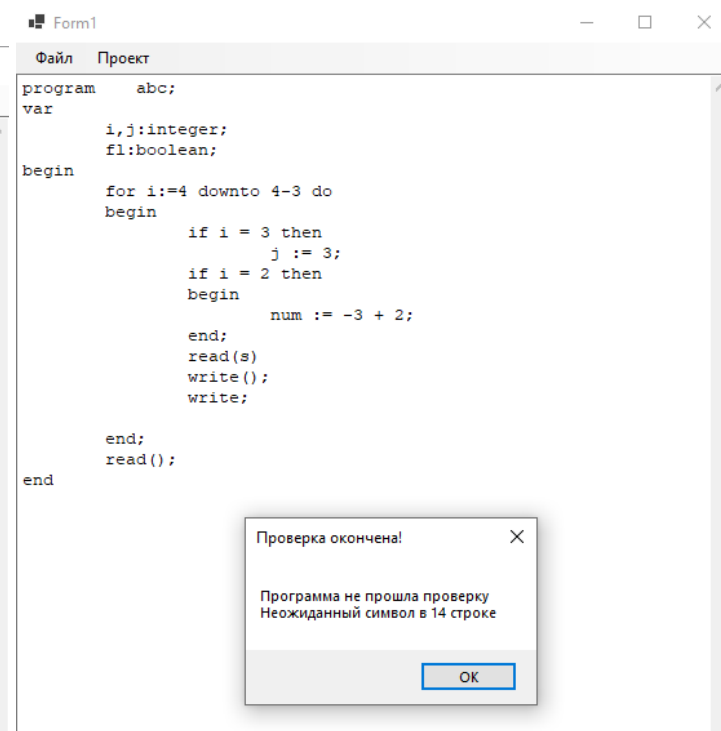 Form1
Файл Проект
program abc;
var
i,j:integer;
fl:boolean;
begin
for i:=4 downto 4-3 do
begin
if i = 3 then
j := 3;
if i = 2 then
begin
num := -3 + 2;
end;
read(s)
write();
write;
end;
read();
end
Проверка окончена!
Программа не прошла проверку
Неожиданный символ в 14 строке
OK